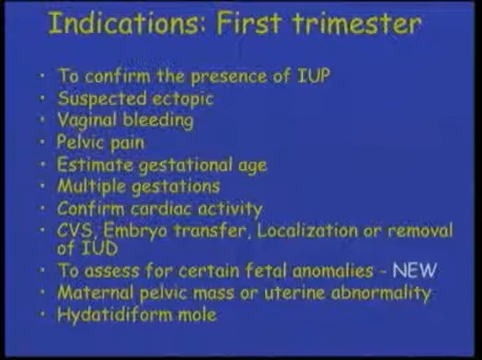 Indications: First trimester
• To confirm the presence of IUP
• Suspected ectopic
• Vaginal bleeding
• Pelvic pain
• Estimate gestational age
• Multiple gestations
• Confirm cardiac activity
• CVS, Embryo transfer, Localization or removal
of IUD
• To assess for certain fetal anomalies - NEW
• Maternal pelvic mass or uterine abnormality
• Hydatidiform mole